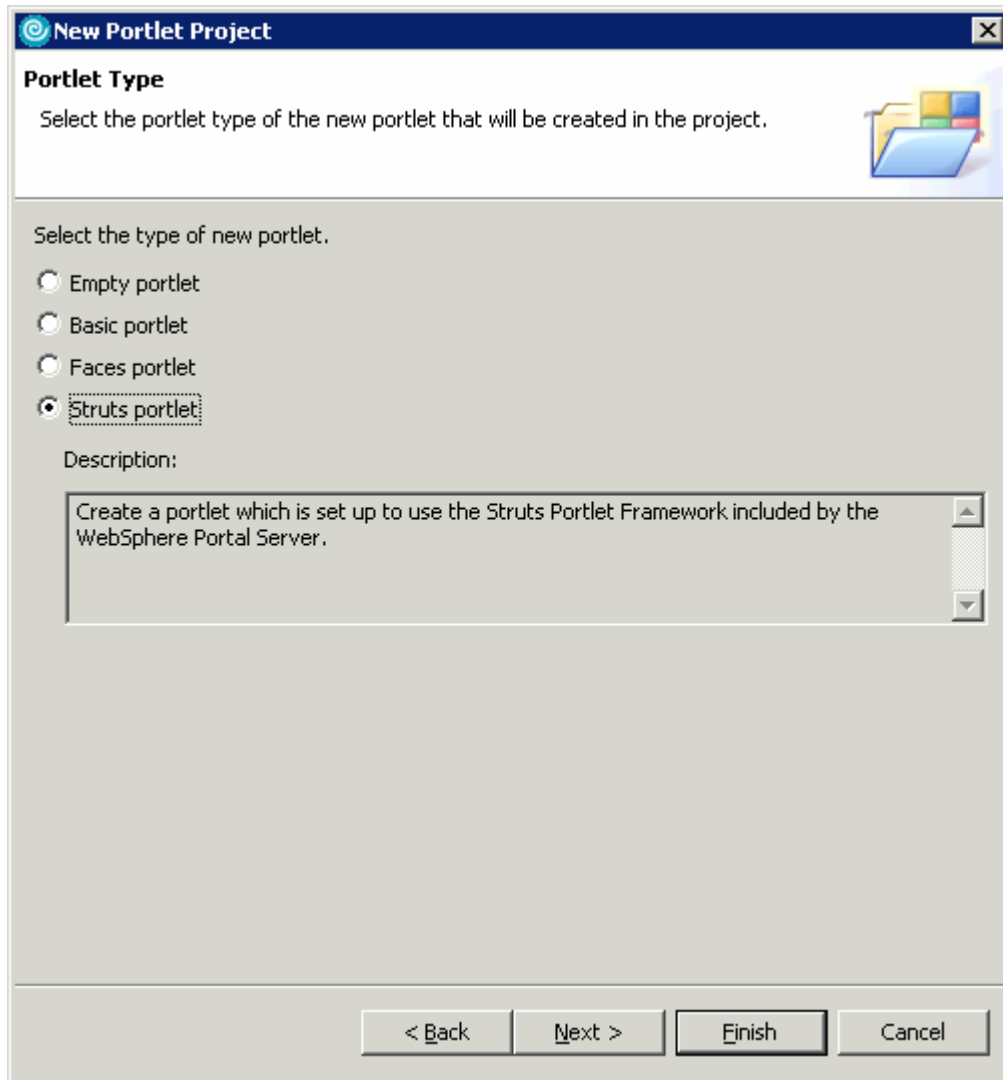 New Portlet Project
Portlet Type
Select the portlet type of the new portlet that will be created in the project.
Select the type of new portlet.
Empty portlet
Basic portlet
Faces portlet
Struts portlet
Description:
Create a portlet which is set up to use the Struts Portlet Framework included by the
WebSphere Portal Server.
< Back Next > Finish Cancel